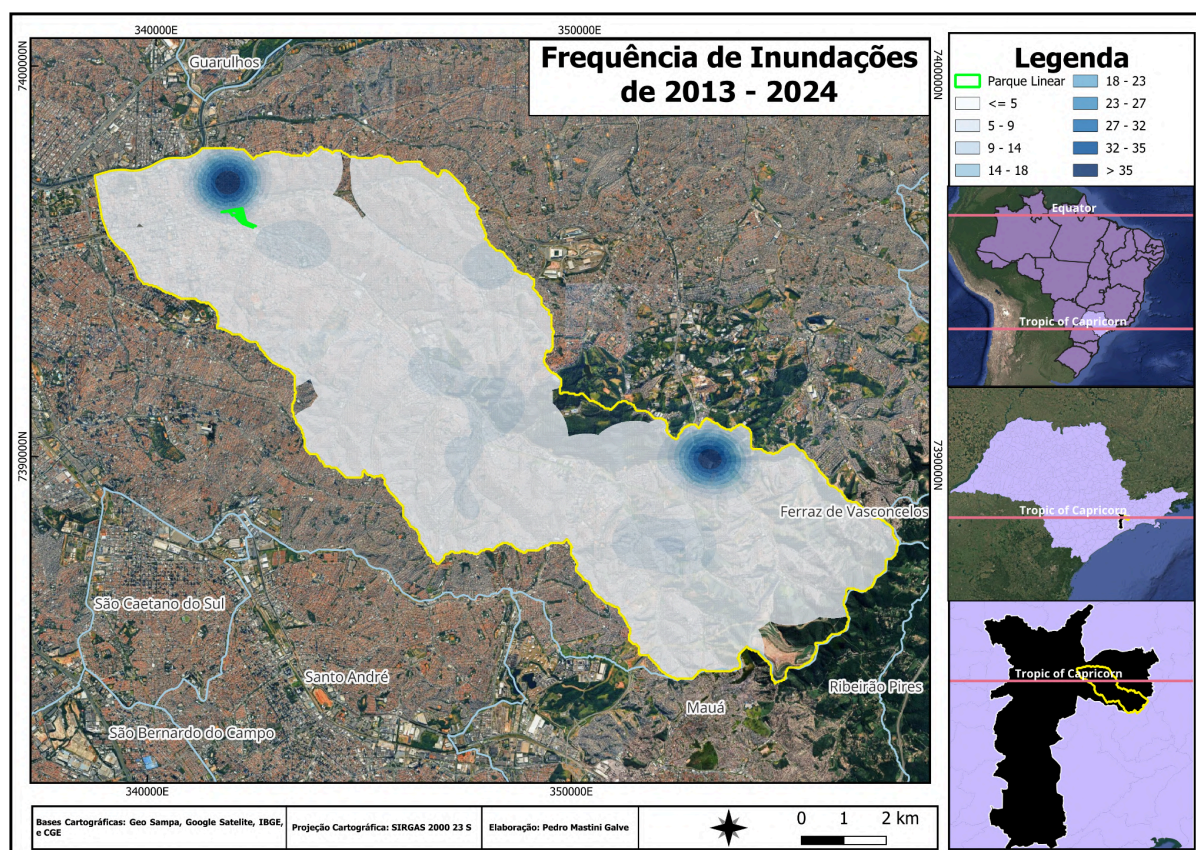 340000E
350000E
7400000N
7390000N
Guarulhos
Frequência de Inundações
de 2013 - 2024
Ferraz de Vasconcelos
São Caetano do Sul
Santo André
São Bernardo do Campo
Mauá
Ribeirão Pires
7400000N
7390000N
340000E
350000E
Legenda
Parque Linear
<= 5
5 - 9
9 - 14
14 - 18
18 - 23
23 - 27
27 - 32
32 - 35
> 35
Equator
Tropic of Capricorn
Tropic of Capricorn
Tropic of Capricorn
Bases Cartográficas: Geo Sampa, Google Satelite, IBGE,
e CGE
Projeção Cartográfica: SIRGAS 2000 23 S
Elaboração: Pedro Mastini Galve
0 1 2 km